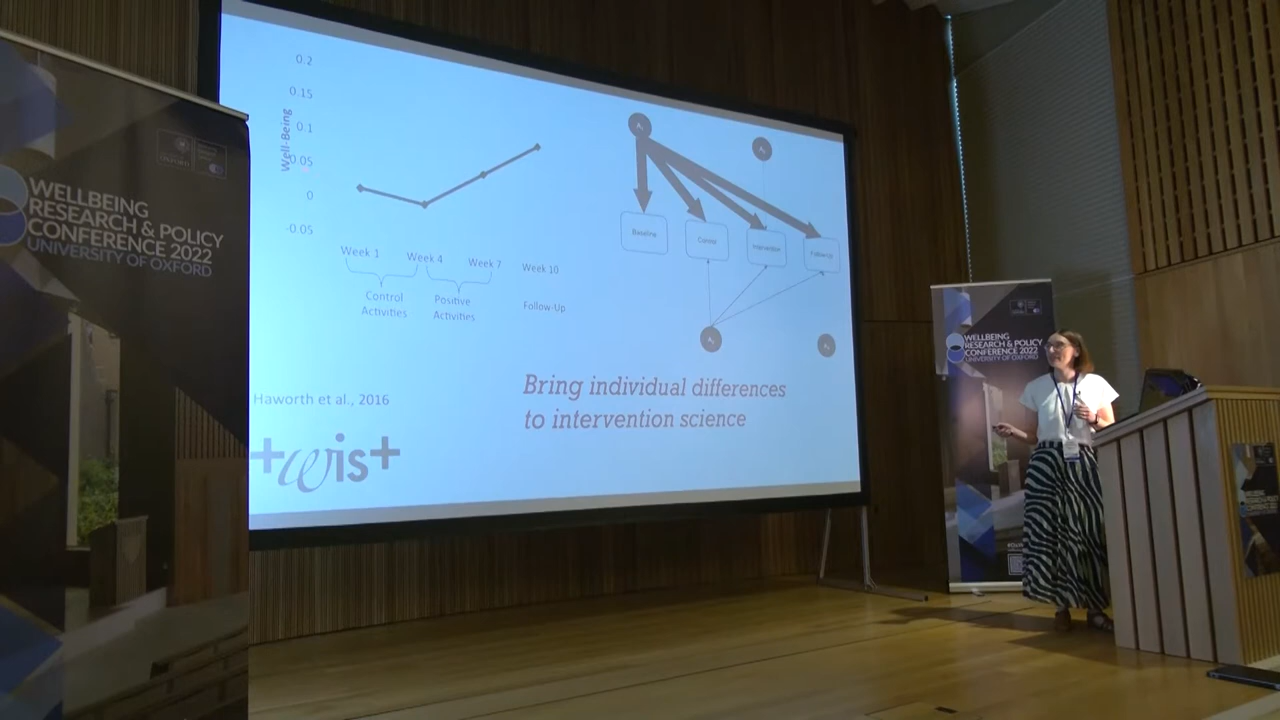 OXFORD
WELLBEING
RESEARCH & POLICY
CONFERENCE 2022
UNIVERSITY OF OXFORD
0.2
0.15
0.1
0.05
0
-0.05
Well-Being
Week 1
Week 4
Week 7
Week 10
Control
Activities
Positive
Activities
Follow-Up
Baseline
Control
Intervention
Follow-Up
Haworth et al., 2016
+wis+
Bring individual differences
to intervention science
WELLBEING
RESEARCH & POLICY
CONFERENCE 2022
UNIVERSITY OF OXFORD